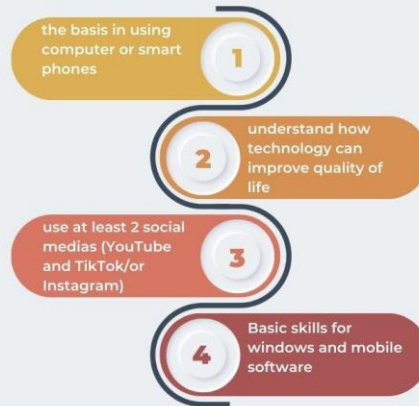 the basis in using
computer or smart
phones
1
2
understand how
technology can
improve quality of
life
use at least 2 social
medias (YouTube
and TikTok/or
Instagram)
3
4
Basic skills for
windows and mobile
software